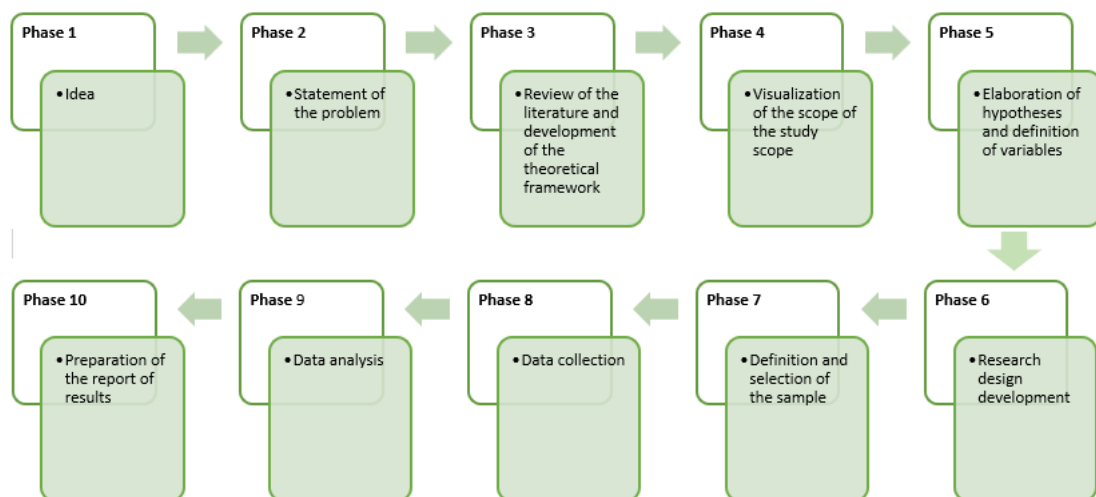 Phase 1
• Idea
Phase 2
• Statement of
the problem
Phase 3
• Review of the
literature and
development
of the
theoretical
framework
Phase 4
• Visualization
of the scope of
the study
scope
Phase 5
• Elaboration of
hypotheses
and definition
of variables
Phase 6
• Research
design
development
Phase 7
• Definition and
selection of
the sample
Phase 8
• Data collection
Phase 9
• Data analysis
Phase 10
• Preparation of
the report of
results